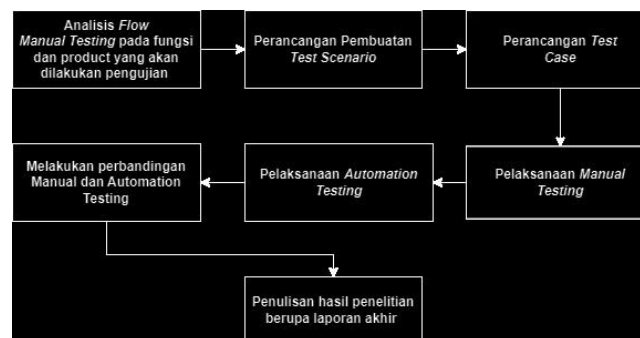 Analisis Flow
Manual Testing pada fungsi
dan product yang akan
dilakukan pengujian
Perancangan Pembuatan
Test Scenario
Perancangan Test
Case
Pelaksanaan Manual
Testing
Pelaksanaan Automation
Testing
Melakukan perbandingan
Manual dan Automation
Testing
Penulisan hasil penelitian
berupa laporan akhir